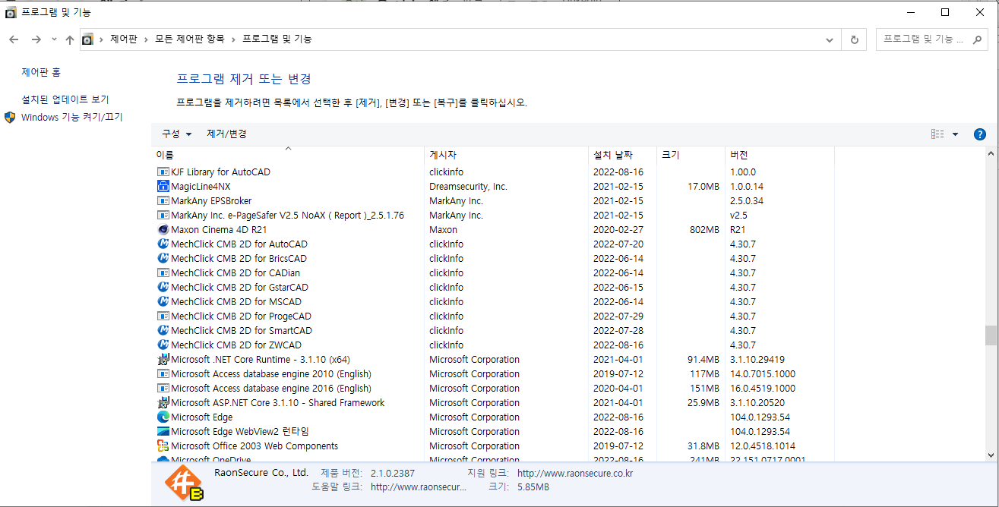 프로그램 및 기능
제어판 › 모든 제어판 항목 › 프로그램 및 기능
프로그램 및 기능 ...
제어판 홈
설치된 업데이트 보기
Windows 기능 켜기/끄기
프로그램 제거 또는 변경
프로그램을 제거하려면 목록에서 선택한 후 [제거], [변경] 또는 [복구]를 클릭하십시오.
구성 제거/변경
이름 게시자 설치 날짜 크기 버전
KJF Library for AutoCAD clickinfo 2022-08-16 1.00.0
MagicLine4NX Dreamsecurity, Inc. 2021-02-15 17.0MB 1.0.0.14
MarkAny EPSBroker MarkAny Inc. 2021-02-15 2.5.0.34
MarkAny Inc. e-PageSafer V2.5 NoAX ( Report )_2.5.1.76 MarkAny Inc. 2021-02-15 v2.5
Maxon Cinema 4D R21 Maxon 2020-02-27 802MB R21
MechClick CMB 2D for AutoCAD clickInfo 2022-07-20 4.30.7
MechClick CMB 2D for BricsCAD clickInfo 2022-06-14 4.30.7
MechClick CMB 2D for CADian clickInfo 2022-06-14 4.30.7
MechClick CMB 2D for GstarCAD clickInfo 2022-06-15 4.30.7
MechClick CMB 2D for MSCAD clickInfo 2022-06-14 4.30.7
MechClick CMB 2D for ProgeCAD clickInfo 2022-07-29 4.30.7
MechClick CMB 2D for SmartCAD clickInfo 2022-07-28 4.30.7
MechClick CMB 2D for ZWCAD clickInfo 2022-08-16 4.30.7
Microsoft .NET Core Runtime - 3.1.10 (x64) Microsoft Corporation 2021-04-01 91.4MB 3.1.10.29419
Microsoft Access database engine 2010 (English) Microsoft Corporation 2019-07-12 117MB 14.0.7015.1000
Microsoft Access database engine 2016 (English) Microsoft Corporation 2020-04-01 151MB 16.0.4519.1000
Microsoft ASP.NET Core 3.1.10 - Shared Framework Microsoft Corporation 2021-04-01 25.9MB 3.1.10.20520
Microsoft Edge Microsoft Corporation 2022-08-16 104.0.1293.54
Microsoft Edge WebView2 런타임 Microsoft Corporation 2022-08-16 104.0.1293.54
Microsoft Office 2003 Web Components Microsoft Corporation 2019-07-12 31.8MB 12.0.4518.1014
Microsoft OneDrive Microsoft Corporation 2022-08-16 241MB 22.151.0717.0001
RaonSecure Co., Ltd. 제품 버전: 2.1.0.2387 지원 링크: http://www.raonsecure.co.kr
도움말 링크: http://www.raonsecur... 크기: 5.85MB